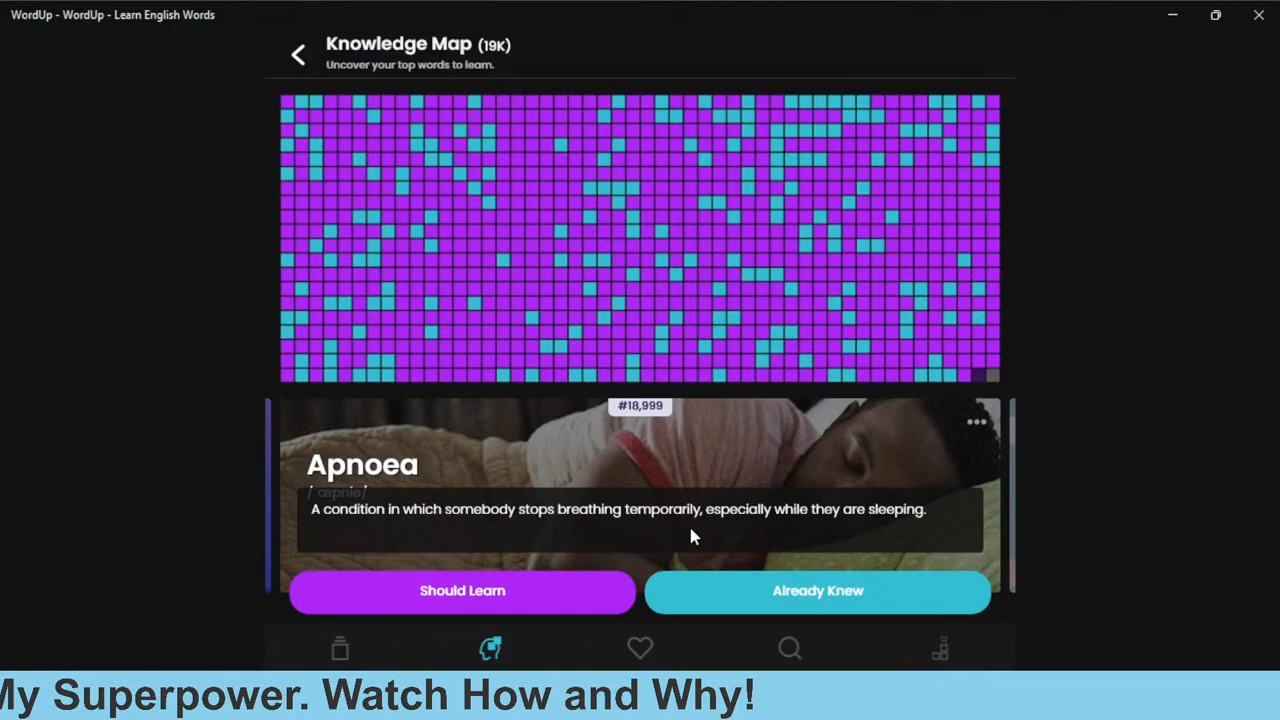 WordUp - WordUp - Learn English Words
Knowledge Map (19K)
Uncover your top words to learn.
#18,999
Apnoea
/ æpniə/
A condition in which somebody stops breathing temporarily, especially while they are sleeping.
Should Learn
Already Knew
My Superpower. Watch How and Why!